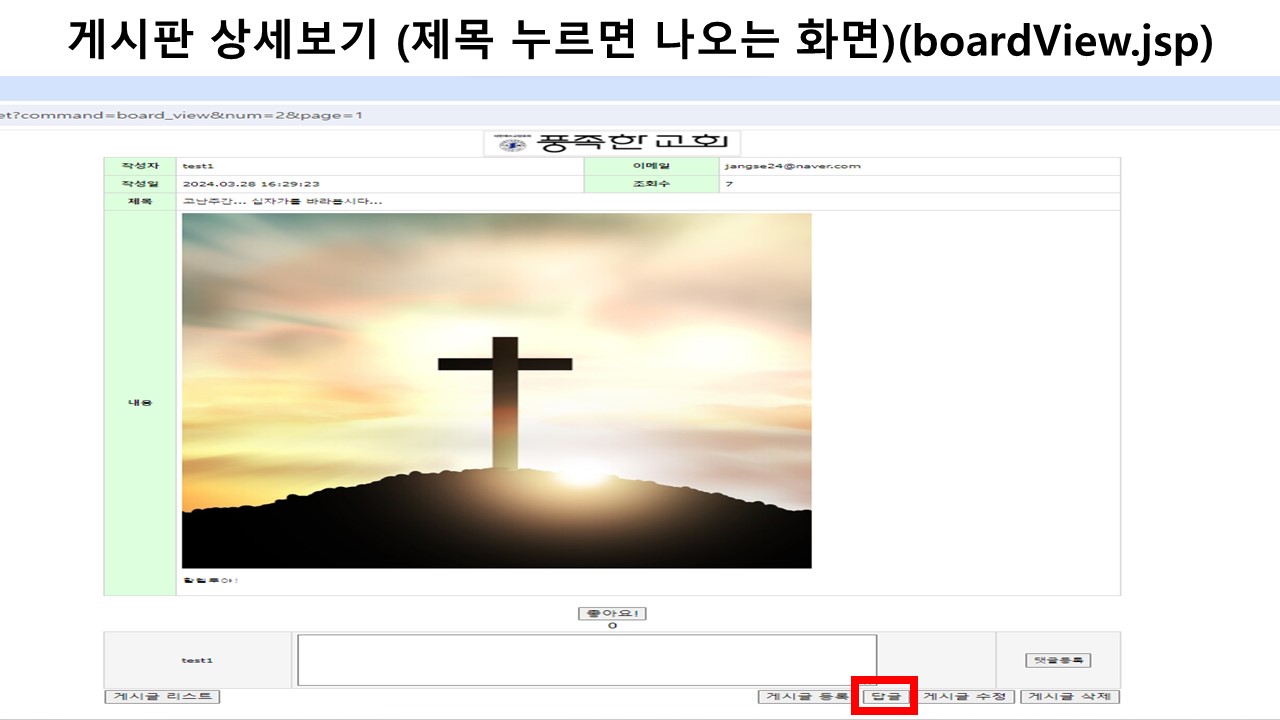 게시판 상세보기 (제목 누르면 나오는 화면)(boardView.jsp)
et?command=board_view&num=2&page=1
풍족한교회
작성자 test1 이메일 jangse24@naver.com
작성일 2024.03.28 16:29:23 조회수 7
제목 고난주간... 십자가를 바라봅시다...
내용
할렐루야!
좋아요!
0
test1 댓글등록
게시글 리스트 게시글 등록 답글 게시글 수정 게시글 삭제